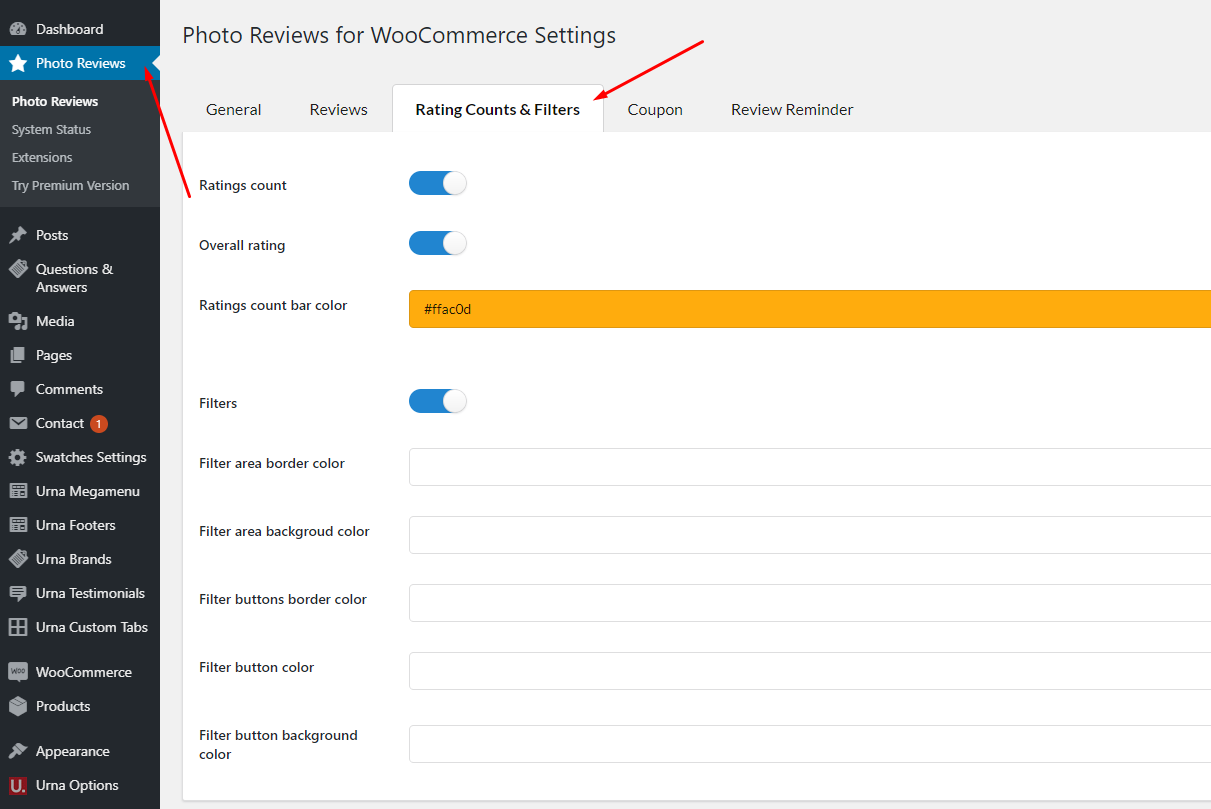 Dashboard
Photo Reviews
Photo Reviews
System Status
Extensions
Try Premium Version
Posts
Questions &
Answers
Media
Pages
Comments
Contact 1
Swatches Settings
Urna Megamenu
Urna Footers
Urna Brands
Urna Testimonials
Urna Custom Tabs
WOO WooCommerce
Products
Appearance
U. Urna Options
Photo Reviews for WooCommerce Settings
General Reviews Rating Counts & Filters Coupon Review Reminder
Ratings count
Overall rating
Ratings count bar color #ffac0d
Filters
Filter area border color
Filter area backgroud color
Filter buttons border color
Filter button color
Filter button background
color